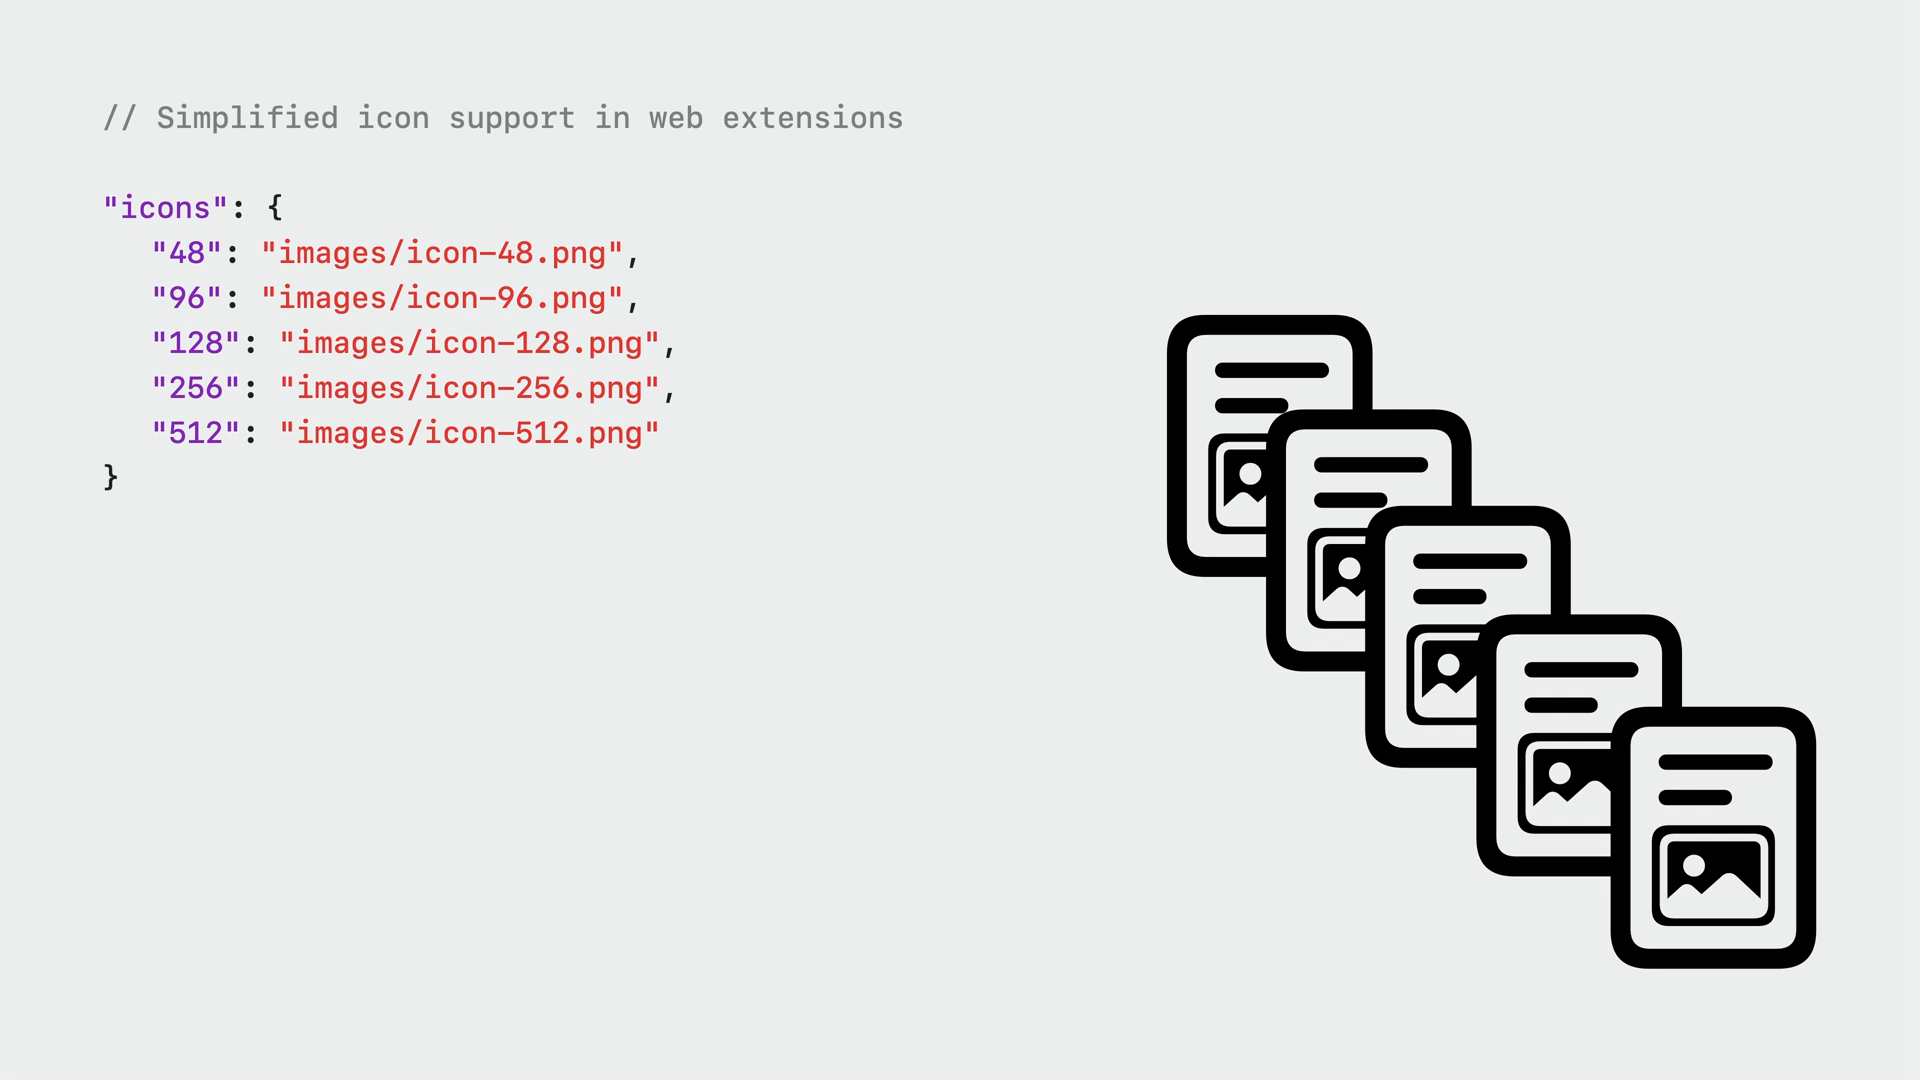 // Simplified icon support in web extensions
"icons": {
"48": "images/icon-48.png",
"96": "images/icon-96.png",
"128": "images/icon-128.png",
"256": "images/icon-256.png",
"512": "images/icon-512.png"
}